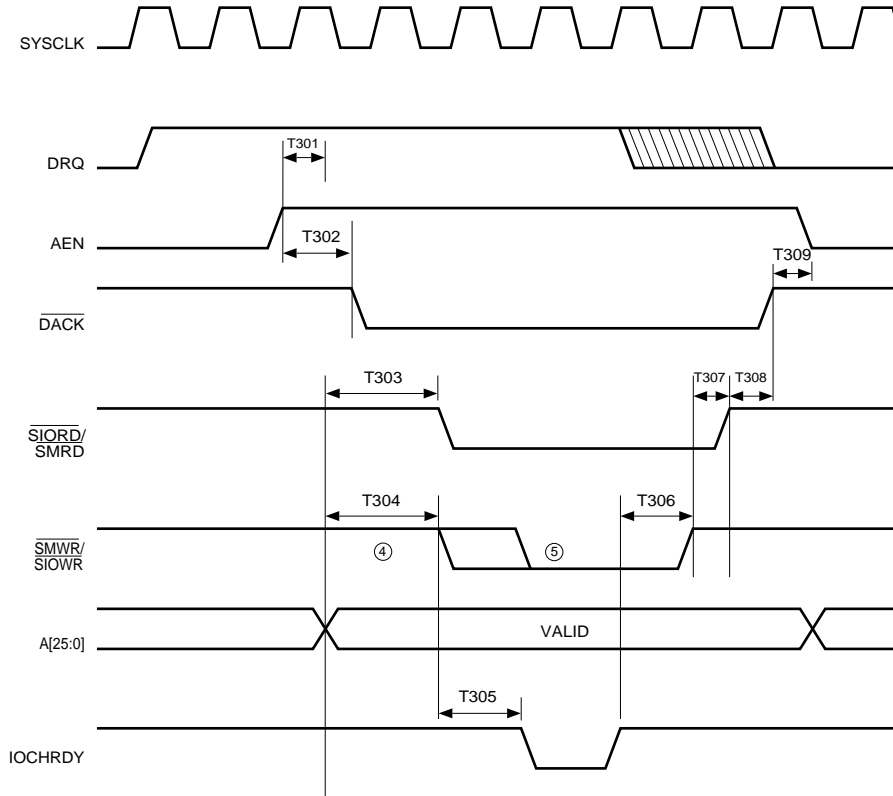 SYSCLK
DRQ
T301
AEN
T302
T309
DACK
T303
T307
T308
SIORD/
SMRD
T304
T306
SMWR/
SIOWR
④
⑤
A[25:0]
VALID
T305
IOCHRDY